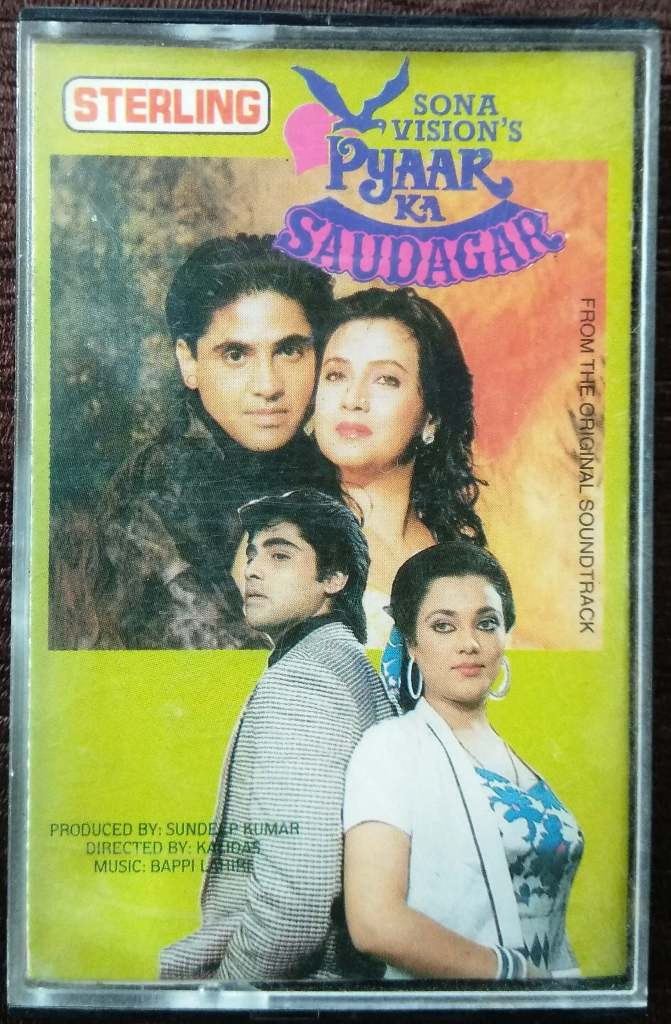 STERLING
SONA
VISION'S
PYAAR
KA
SAUDAGAR
FROM THE ORIGINAL SOUNDTRACK
PRODUCED BY: SUNDEEP KUMAR
DIRECTED BY: KALIDAS
MUSIC: BAPPI LAHIRI